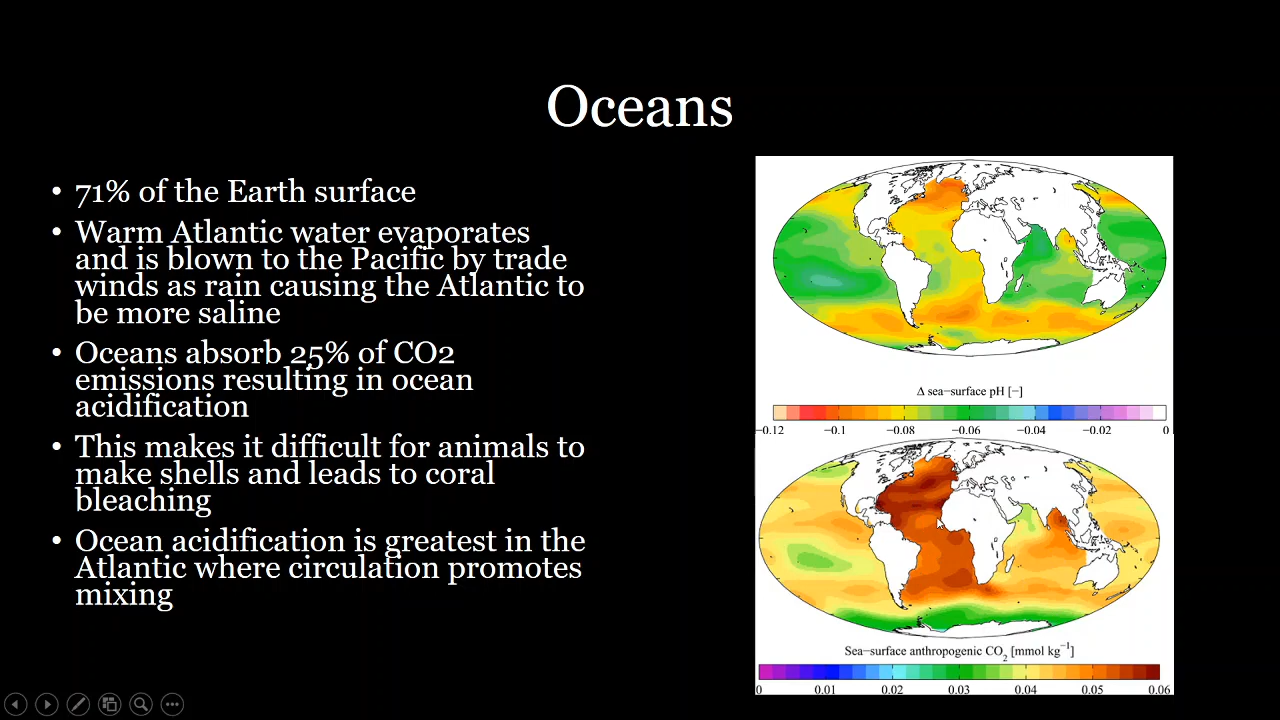 Oceans
• 71% of the Earth surface
• Warm Atlantic water evaporates
and is blown to the Pacific by trade
winds as rain causing the Atlantic to
be more saline
• Oceans absorb 25% of CO2
emissions resulting in ocean
acidification
• This makes it difficult for animals to
make shells and leads to coral
bleaching
• Ocean acidification is greatest in the
Atlantic where circulation promotes
mixing
Δ sea−surface pH [−]
−0.12 −0.1 −0.08 −0.06 −0.04 −0.02 0
Sea−surface anthropogenic CO₂ [mmol kg⁻¹]
0 0.01 0.02 0.03 0.04 0.05 0.06